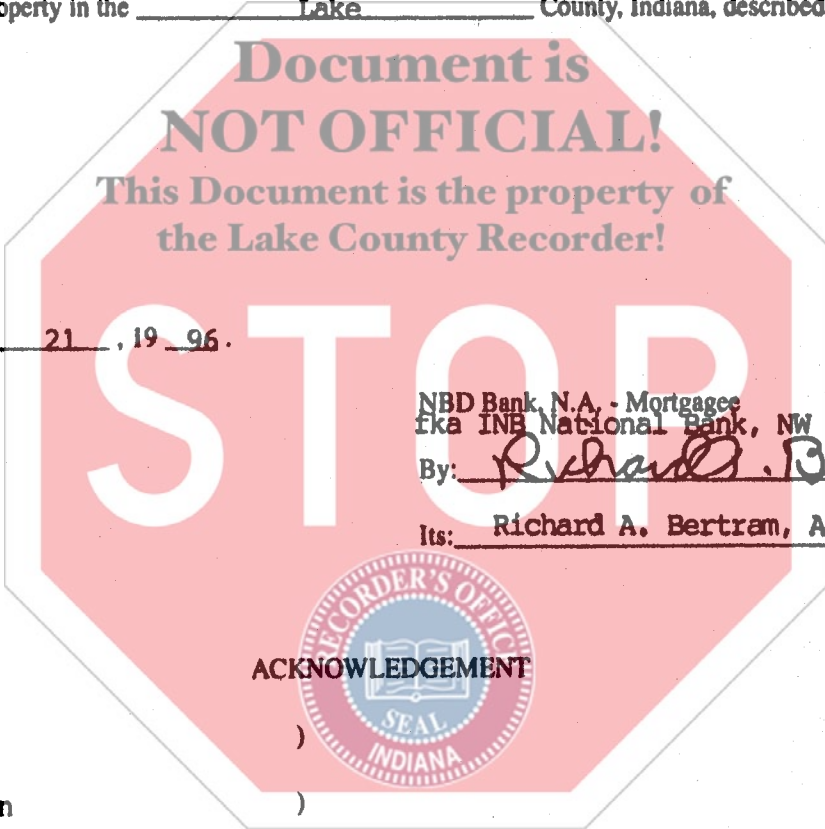 operty in the Lake County, Indiana, described
Document is
NOT OFFICIAL!
This Document is the property of
the Lake County Recorder!
STOP
21 , 19 96 .
NBD Bank, N.A. - Mortgagee
fka INB National Bank, NW
By: Richard A. B
Its: Richard A. Bertram, A
RECORDER'S OFFIC
ACKNOWLEDGEMENT
SEAL
INDIANA
)
n )